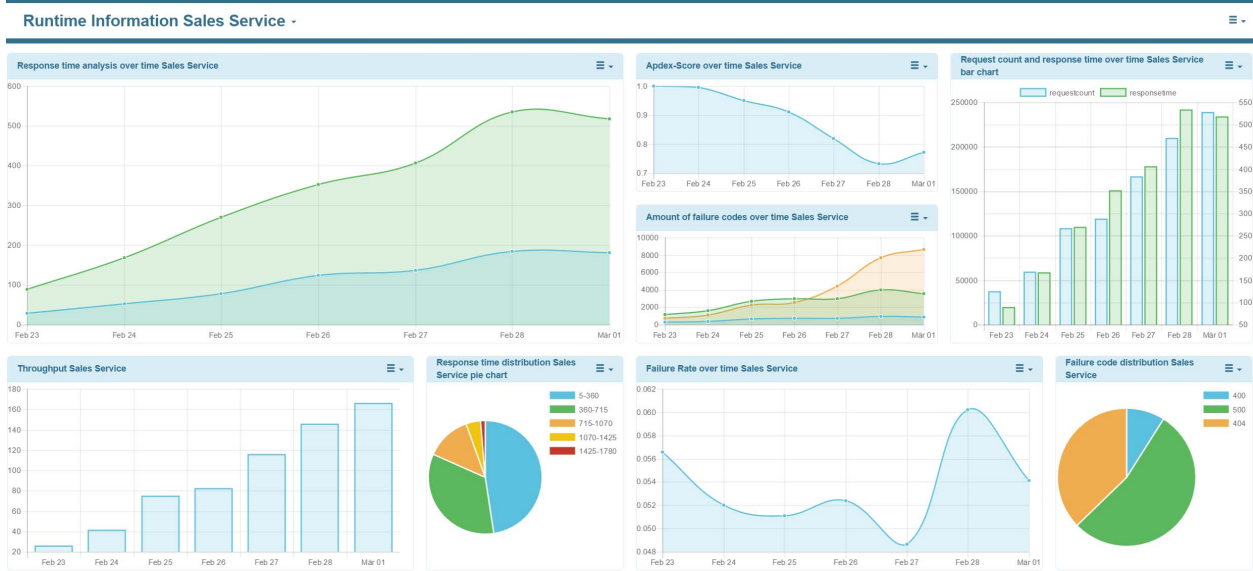 Runtime Information Sales Service
Response time analysis over time Sales Service
600
500
400
300
200
100
0
Feb 23 Feb 24 Feb 25 Feb 26 Feb 27 Feb 28 Mär 01
Apdex-Score over time Sales Service
1.0
0.9
0.8
0.7
Feb 23 Feb 24 Feb 25 Feb 26 Feb 27 Feb 28 Mär 01
Amount of failure codes over time Sales Service
10000
8000
6000
4000
2000
0
Feb 23 Feb 24 Feb 25 Feb 26 Feb 27 Feb 28 Mär 01
Request count and response time over time Sales Service
bar chart
requestcount responsetime
250000 550
500
200000 450
400
150000 350
300
100000 250
200
50000 150
100
0 50
Feb 23 Feb 24 Feb 25 Feb 26 Feb 27 Feb 28 Mär 01
Throughput Sales Service
180
160
140
120
100
80
60
40
20
Feb 23 Feb 24 Feb 25 Feb 26 Feb 27 Feb 28 Mär 01
Response time distribution Sales
Service pie chart
5-360
360-715
715-1070
1070-1425
1425-1780
Failure Rate over time Sales Service
0.062
0.060
0.058
0.056
0.054
0.052
0.050
0.048
Feb 23 Feb 24 Feb 25 Feb 26 Feb 27 Feb 28 Mär 01
Failure code distribution Sales
Service
400
500
404